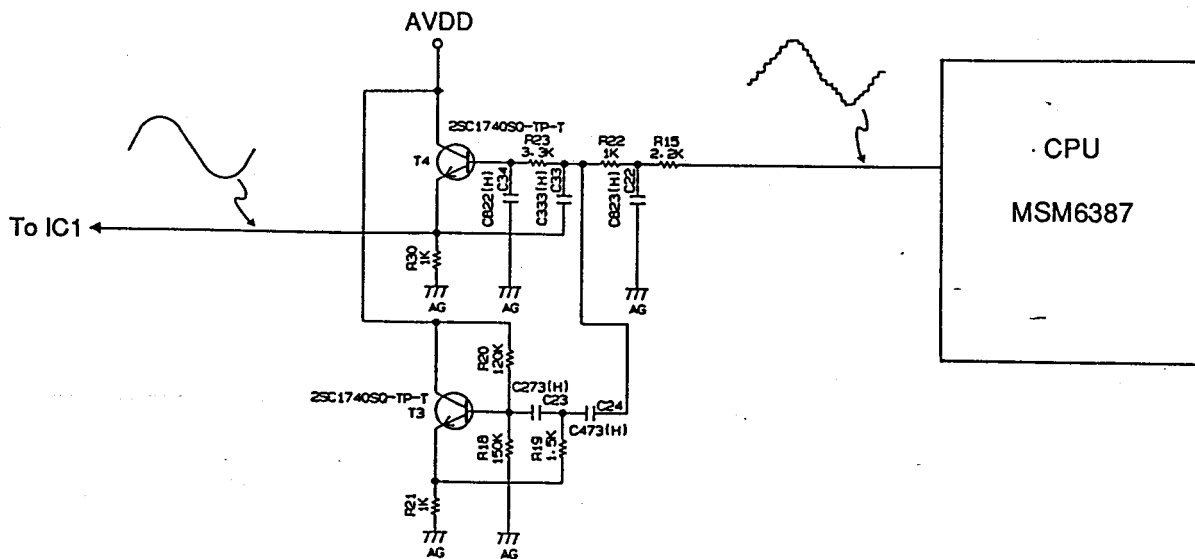 AVDD
2SC1740SQ-TP-T
T4
R23
3.3K
R22
1K
R15
2.2K
CPU
MSM6387
C822(H)
C34
C333(H)
C33
C823(H)
C22
To IC1
R30
1K
AG
AG
AG
R20
120K
2SC1740SQ-TP-T
T3
C273(H)
C23
C24
C473(H)
R18
150K
R19
1.5K
R21
1K
AG
AG